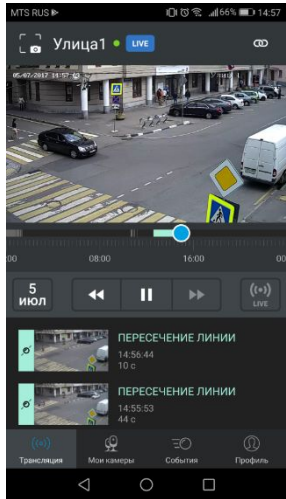 MTS RUS 66% 14:57
Улица1 LIVE
05-07-2017 14:57
:00 08:00 16:00 00
5
ИЮЛ
LIVE
ПЕРЕСЕЧЕНИЕ ЛИНИИ
14:56:44
10 с
ПЕРЕСЕЧЕНИЕ ЛИНИИ
14:55:53
44 с
Трансляция Мои камеры События Профиль